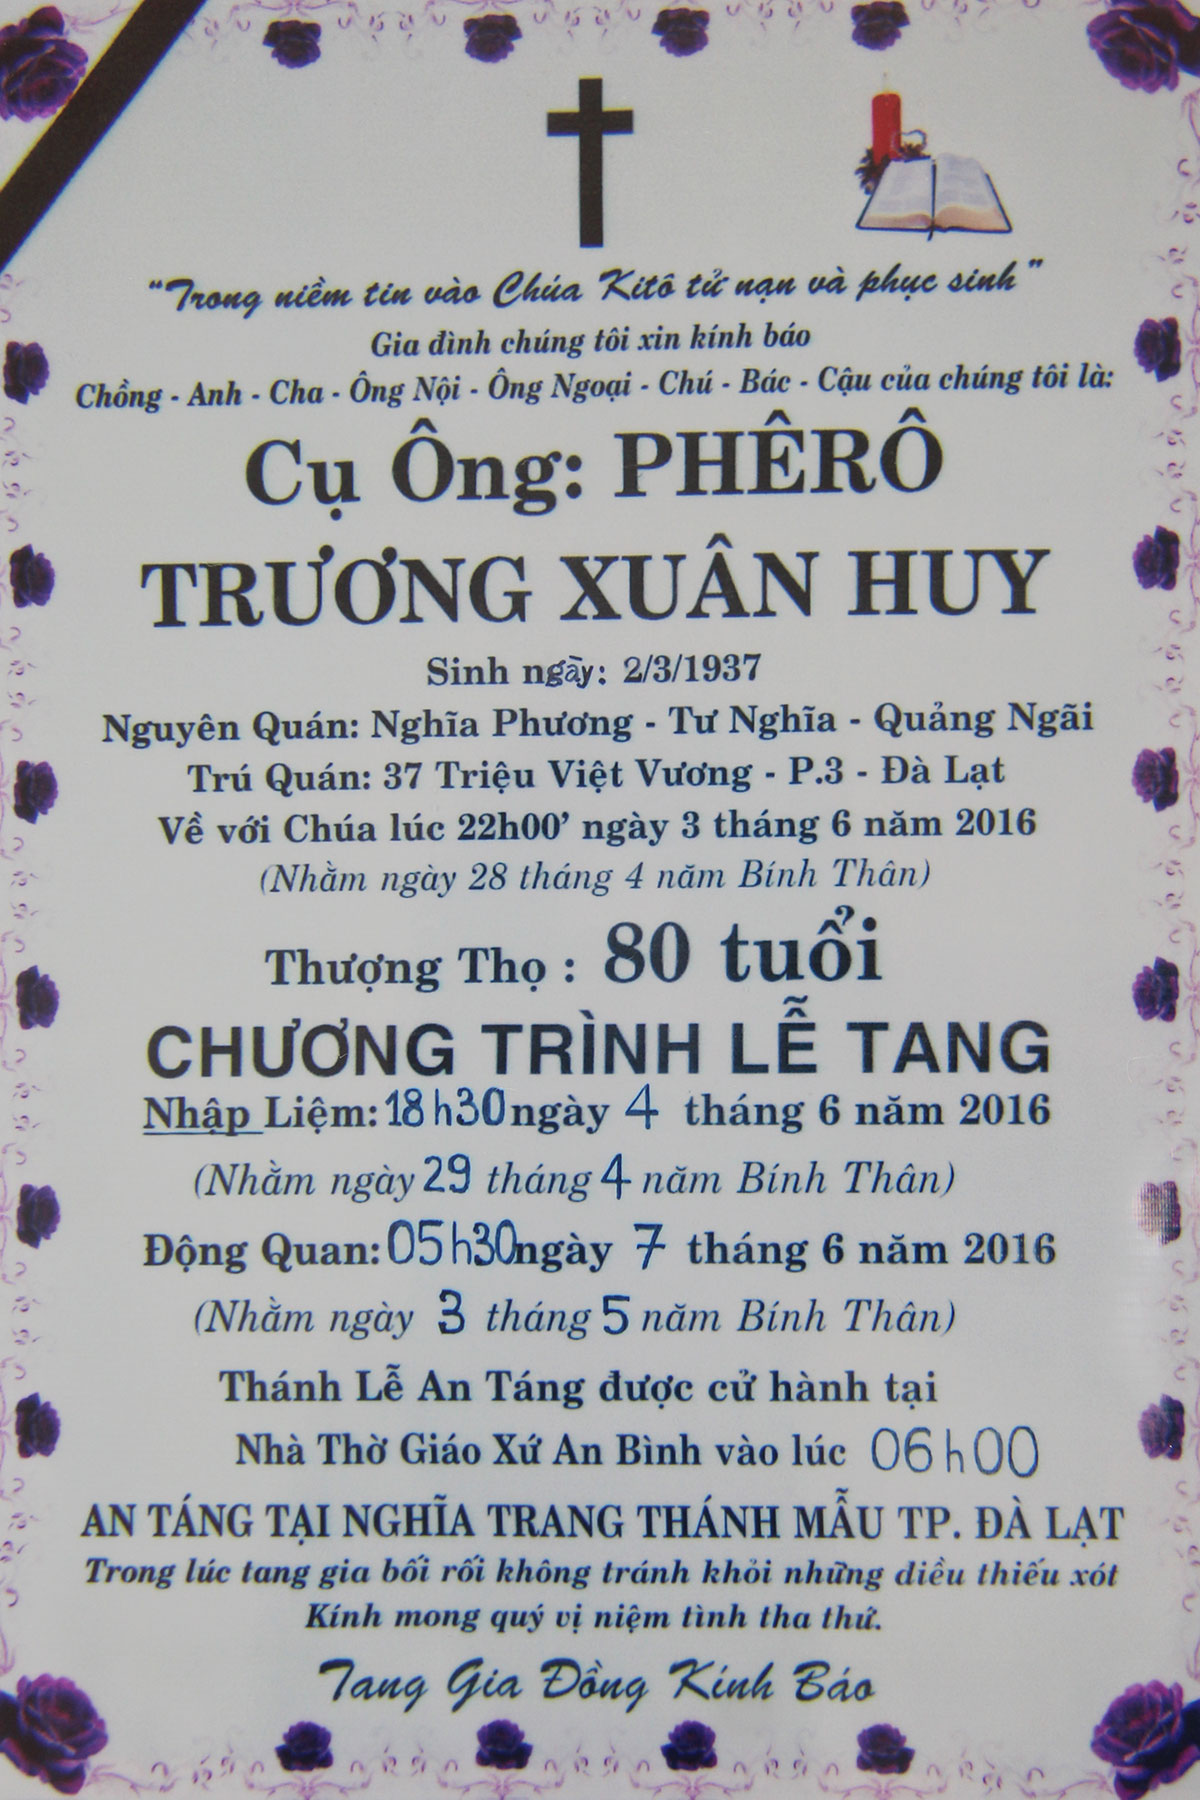 “Trong niềm tin vào Chúa Kitô tử nạn và phục sinh”
Gia đình chúng tôi xin kính báo
Chồng - Anh - Cha - Ông Nội - Ông Ngoại - Chú - Bác - Cậu của chúng tôi là:
Cụ Ông: PHÊRÔ
TRƯƠNG XUÂN HUY
Sinh ngày: 2/3/1937
Nguyên Quán: Nghĩa Phương - Tư Nghĩa - Quảng Ngãi
Trú Quán: 37 Triệu Việt Vương - P.3 - Đà Lạt
Về với Chúa lúc 22h00’ ngày 3 tháng 6 năm 2016
(Nhằm ngày 28 tháng 4 năm Bính Thân)
Thượng Thọ : 80 tuổi
CHƯƠNG TRÌNH LỄ TANG
Nhập Liệm: 18h30 ngày 4 tháng 6 năm 2016
(Nhằm ngày 29 tháng 4 năm Bính Thân)
Động Quan: 05h30 ngày 7 tháng 6 năm 2016
(Nhằm ngày 3 tháng 5 năm Bính Thân)
Thánh Lễ An Táng được cử hành tại
Nhà Thờ Giáo Xứ An Bình vào lúc 06h00
AN TÁNG TẠI NGHĨA TRANG THÁNH MẪU TP. ĐÀ LẠT
Trong lúc tang gia bối rối không tránh khỏi những điều thiếu xót
Kính mong quý vị niệm tình tha thứ.
Tang Gia Đồng Kính Báo